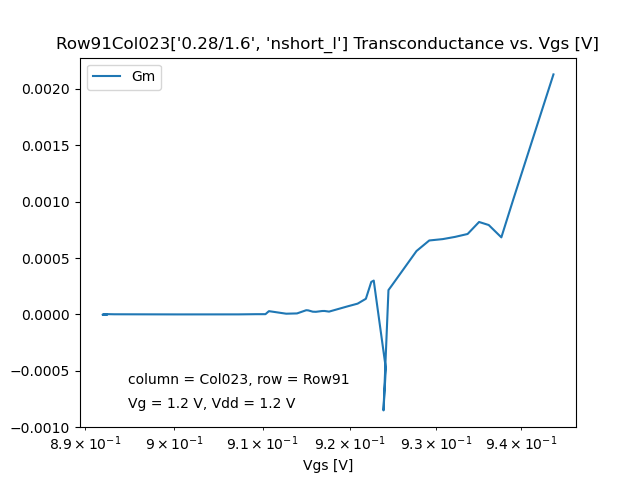 Row91Col023['0.28/1.6', 'nshort_l'] Transconductance vs. Vgs [V]
Gm
0.0020
0.0015
0.0010
0.0005
0.0000
−0.0005
−0.0010
column = Col023, row = Row91
Vg = 1.2 V, Vdd = 1.2 V
8.9 × 10⁻¹ 9 × 10⁻¹ 9.1 × 10⁻¹ 9.2 × 10⁻¹ 9.3 × 10⁻¹ 9.4 × 10⁻¹
Vgs [V]